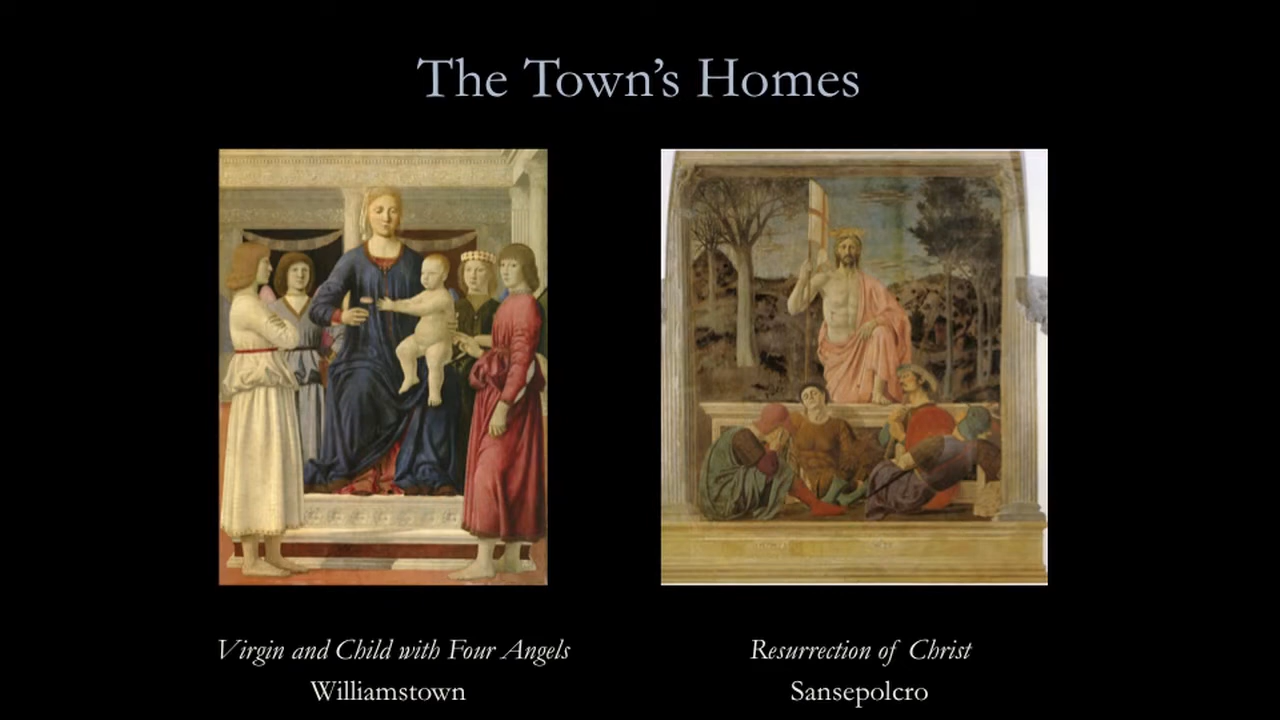 The Town's Homes
Virgin and Child with Four Angels
Williamstown
Resurrection of Christ
Sansepolcro